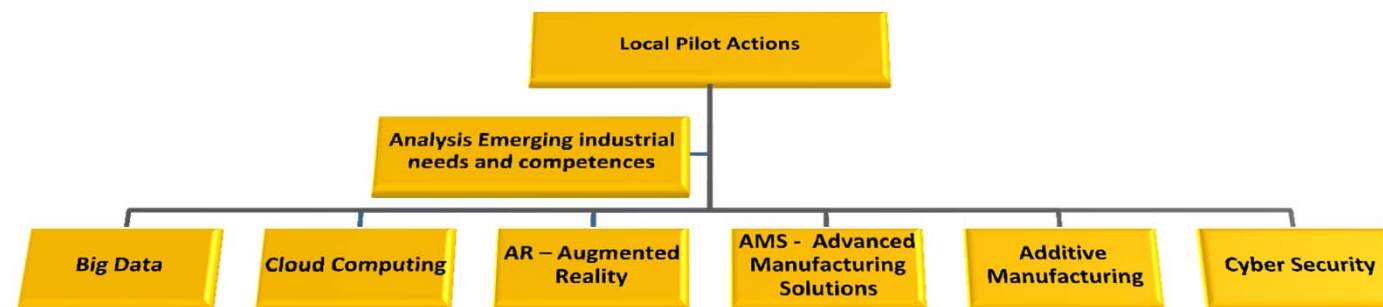 Local Pilot Actions
Analysis Emerging industrial
needs and competences
Big Data
Cloud Computing
AR – Augmented
Reality
AMS - Advanced
Manufacturing
Solutions
Additive
Manufacturing
Cyber Security